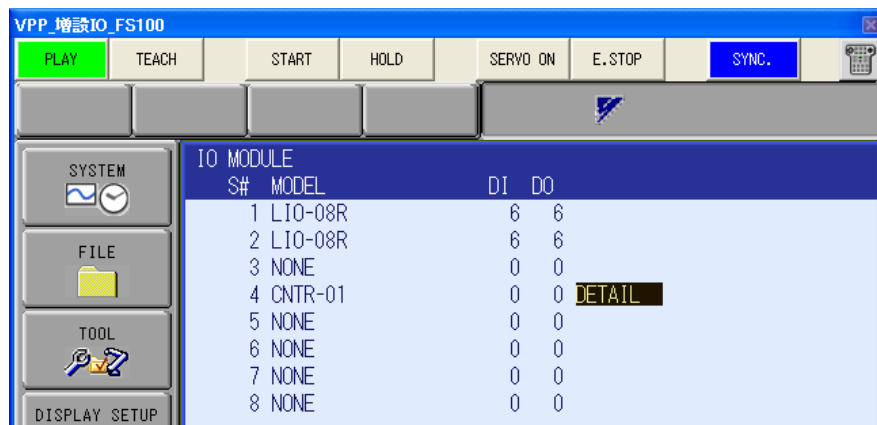 VPP_増設IO_FS100
PLAY TEACH START HOLD SERVO ON E.STOP SYNC.
SYSTEM
FILE
TOOL
DISPLAY SETUP
IO MODULE
S# MODEL DI DO
1 LIO-08R 6 6
2 LIO-08R 6 6
3 NONE 0 0
4 CNTR-01 0 0 DETAIL
5 NONE 0 0
6 NONE 0 0
7 NONE 0 0
8 NONE 0 0